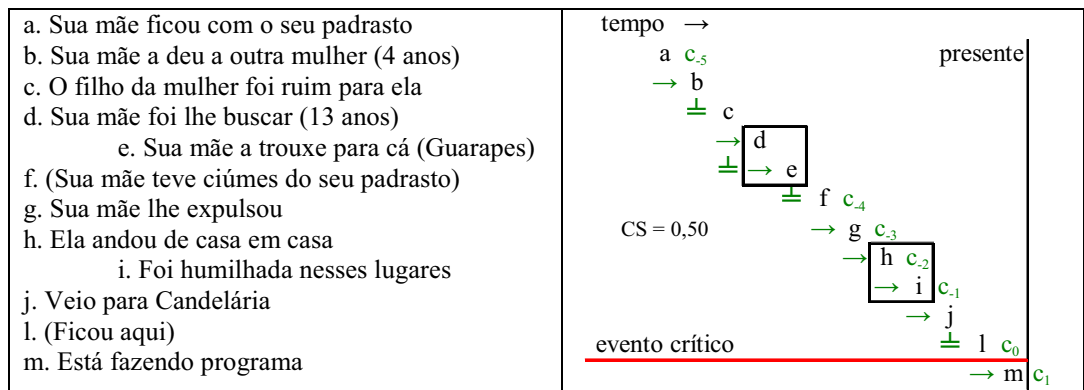 a. Sua mãe ficou com o seu padrasto
b. Sua mãe a deu a outra mulher (4 anos)
c. O filho da mulher foi ruim para ela
d. Sua mãe foi lhe buscar (13 anos)
e. Sua mãe a trouxe para cá (Guarapes)
f. (Sua mãe teve ciúmes do seu padrasto)
g. Sua mãe lhe expulsou
h. Ela andou de casa em casa
i. Foi humilhada nesses lugares
j. Veio para Candelária
l. (Ficou aqui)
m. Está fazendo programa
tempo →
presente
a c-5
→ b
╧ c
→ d
╧ → e
╧ f c-4
CS = 0,50 → g c-3
→ h c-2
→ i c-1
→ j
evento crítico ╧ l c0
→ m c1